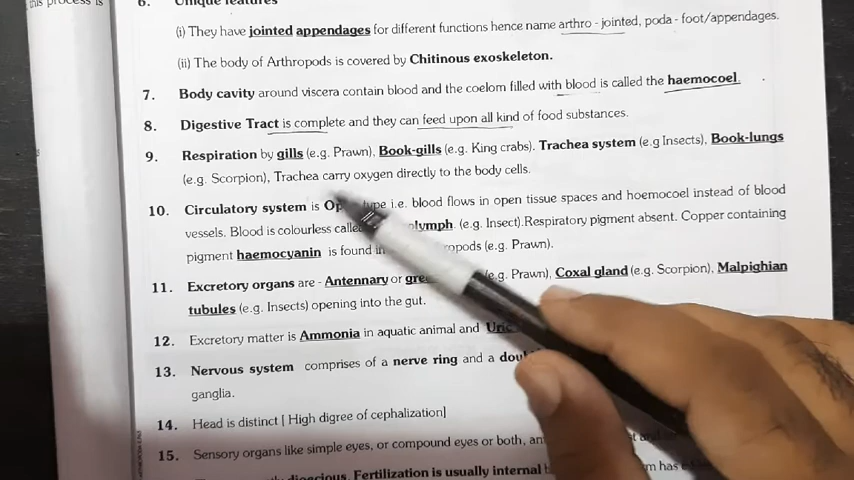 this process is
6. Unique features
(i) They have jointed appendages for different functions hence name arthro - jointed, poda - foot/appendages.
(ii) The body of Arthropods is covered by Chitinous exoskeleton.
7. Body cavity around viscera contain blood and the coelom filled with blood is called the haemocoel.
8. Digestive Tract is complete and they can feed upon all kind of food substances.
9. Respiration by gills (e.g. Prawn), Book-gills (e.g. King crabs). Trachea system (e.g Insects), Book-lungs
(e.g. Scorpion), Trachea carry oxygen directly to the body cells.
10. Circulatory system is type i.e. blood flows in open tissue spaces and hoemocoel instead of blood
vessels. Blood is colourless lymph. (e.g. Insect).Respiratory pigment absent. Copper containing
pigment haemocyanin is found (e.g. Prawn).
11. Excretory organs are - Antennary or (e.g. Prawn), Coxal gland (e.g. Scorpion), Malpighian
tubules (e.g. Insects) opening into the gut.
12. Excretory matter is Ammonia in aquatic animal and
13. Nervous system comprises of a nerve ring and a
ganglia.
14. Head is distinct [ High digree of cephalization]
15. Sensory organs like simple eyes, or compound eyes or both,
dioecious. Fertilization is usually internal